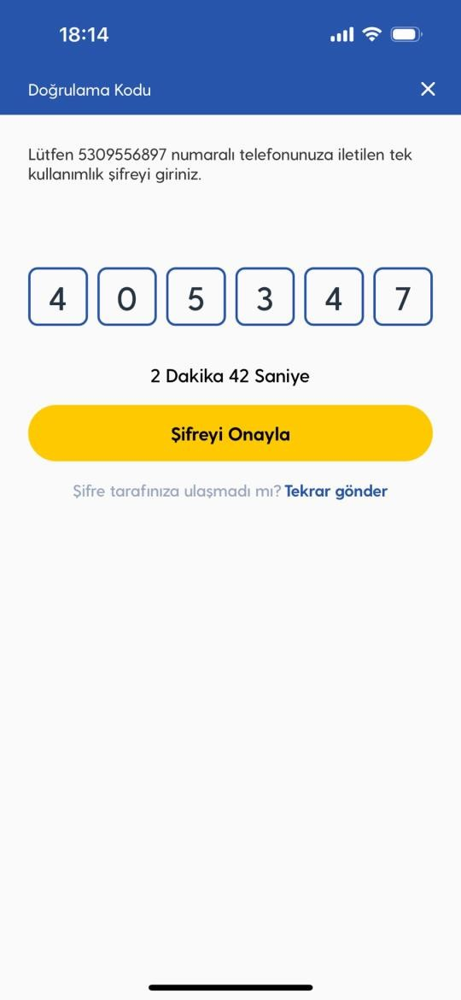 18:14
Doğrulama Kodu
Lütfen 5309556897 numaralı telefonunuza iletilen tek
kullanımlık şifreyi giriniz.
4 0 5 3 4 7
2 Dakika 42 Saniye
Şifreyi Onayla
Şifre tarafınıza ulaşmadı mı? Tekrar gönder